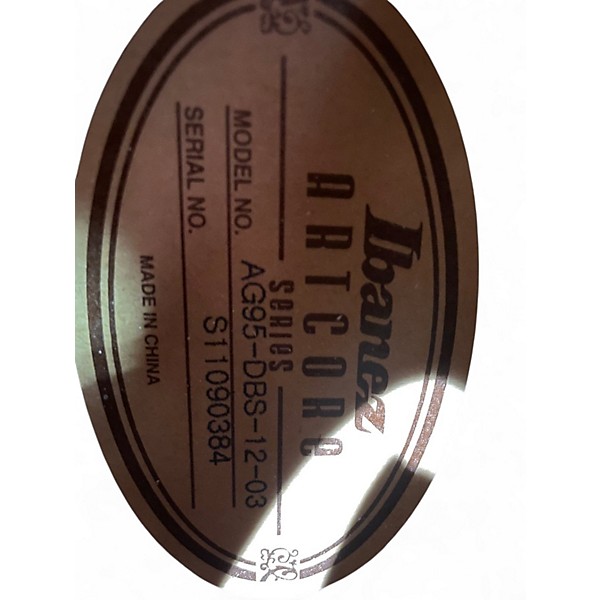 Ibanez
ARTCORE
SERIES
MODEL NO. AG95-DBS-12-03
SERIAL NO. S11090384
MADE IN CHINA